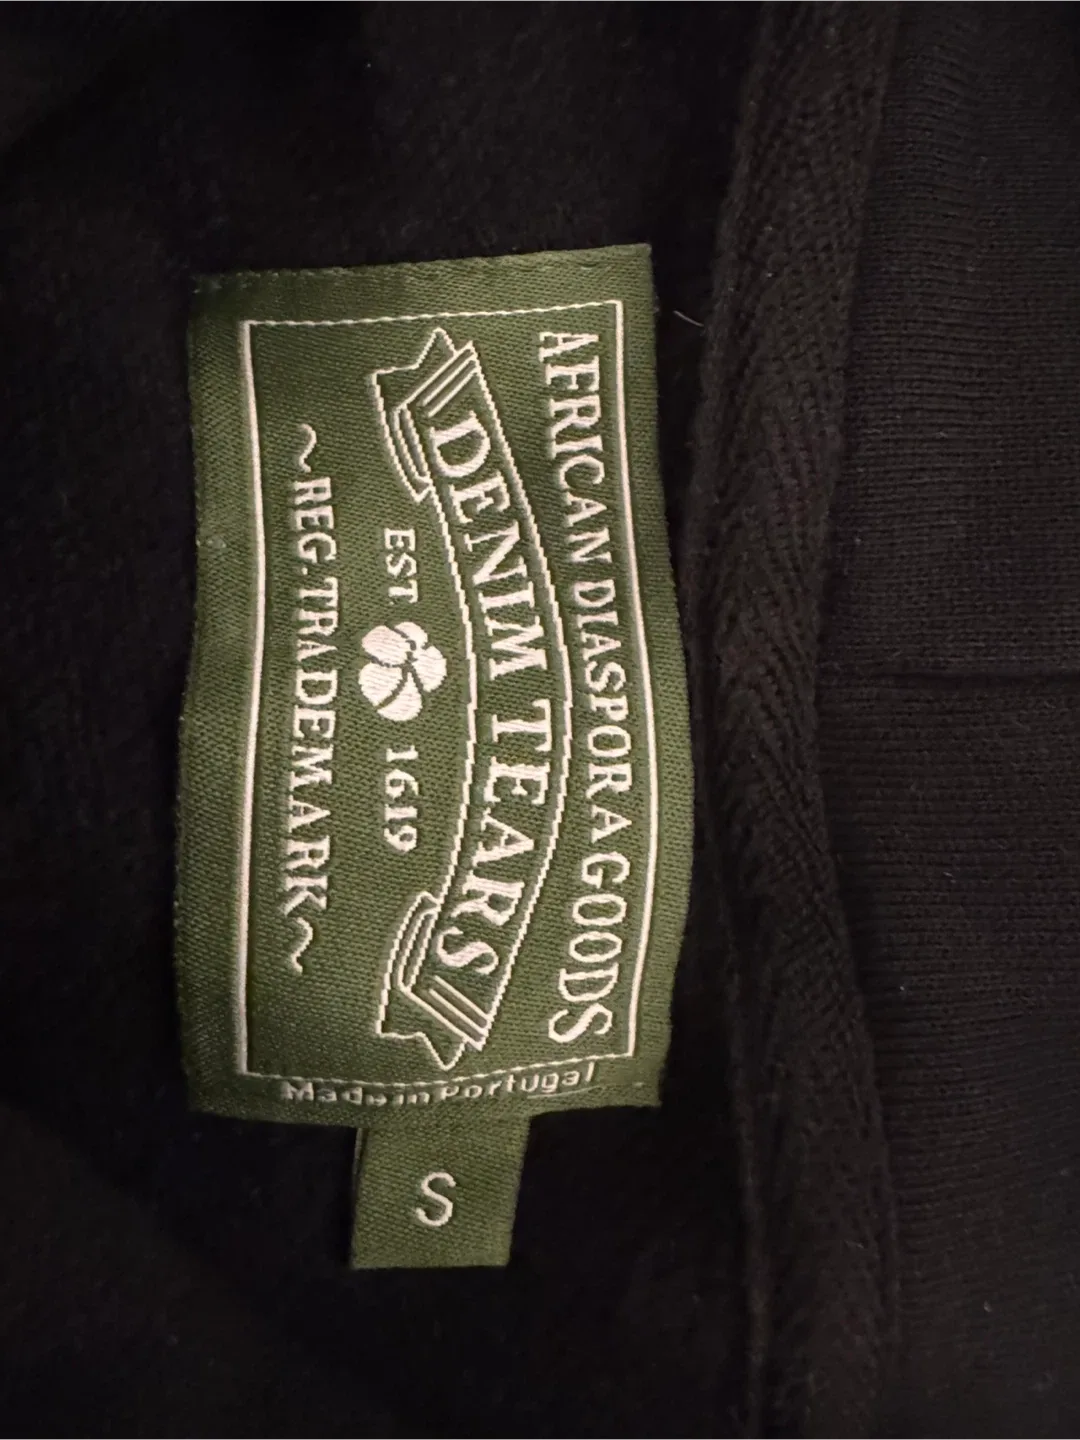 AFRICAN DIASPORA GOODS
DENIM TEARS
EST. 1619
~REG. TRADEMARK~
Made in Portugal
S